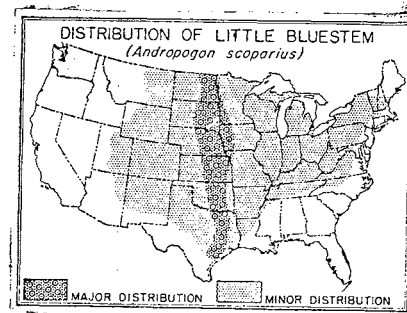 DISTRIBUTION OF LITTLE BLUESTEM
(Andropogon scoparius)
MAJOR DISTRIBUTION
MINOR DISTRIBUTION